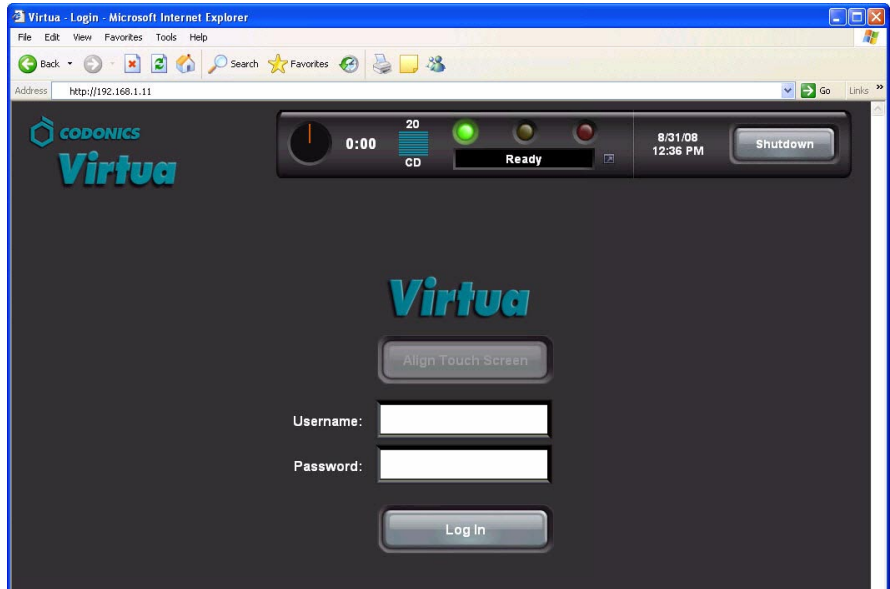 Virtua - Login - Microsoft Internet Explorer
File Edit View Favorites Tools Help
Back Search Favorites
Address http://192.168.1.11 Go Links »
CODONICS
Virtua
0:00
20
CD
Ready
8/31/08
12:36 PM
Shutdown
Virtua
Align Touch Screen
Username:
Password:
Log In